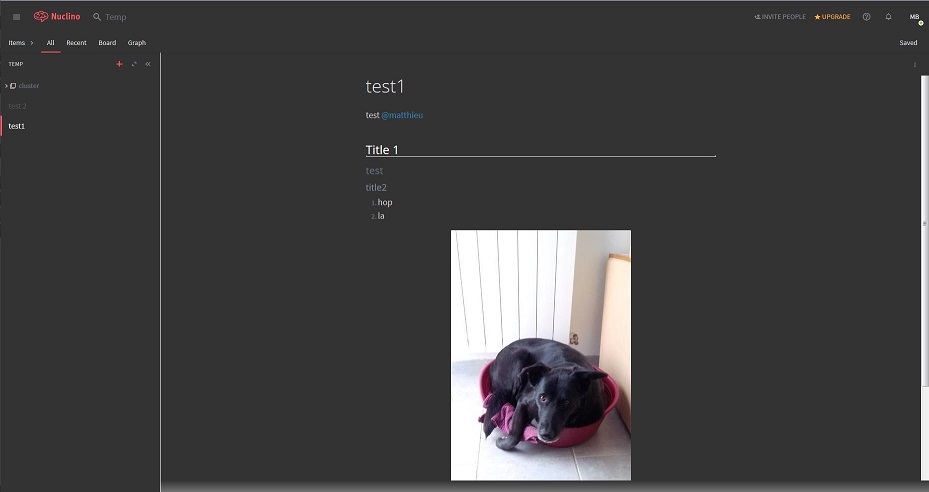 Nuclino
Temp
INVITE PEOPLE
UPGRADE
MB
Items
All
Recent
Board
Graph
Saved
TEMP
cluster
test 2
test1
test1
test @matthieu
Title 1
test
title2
1. hop
2. la